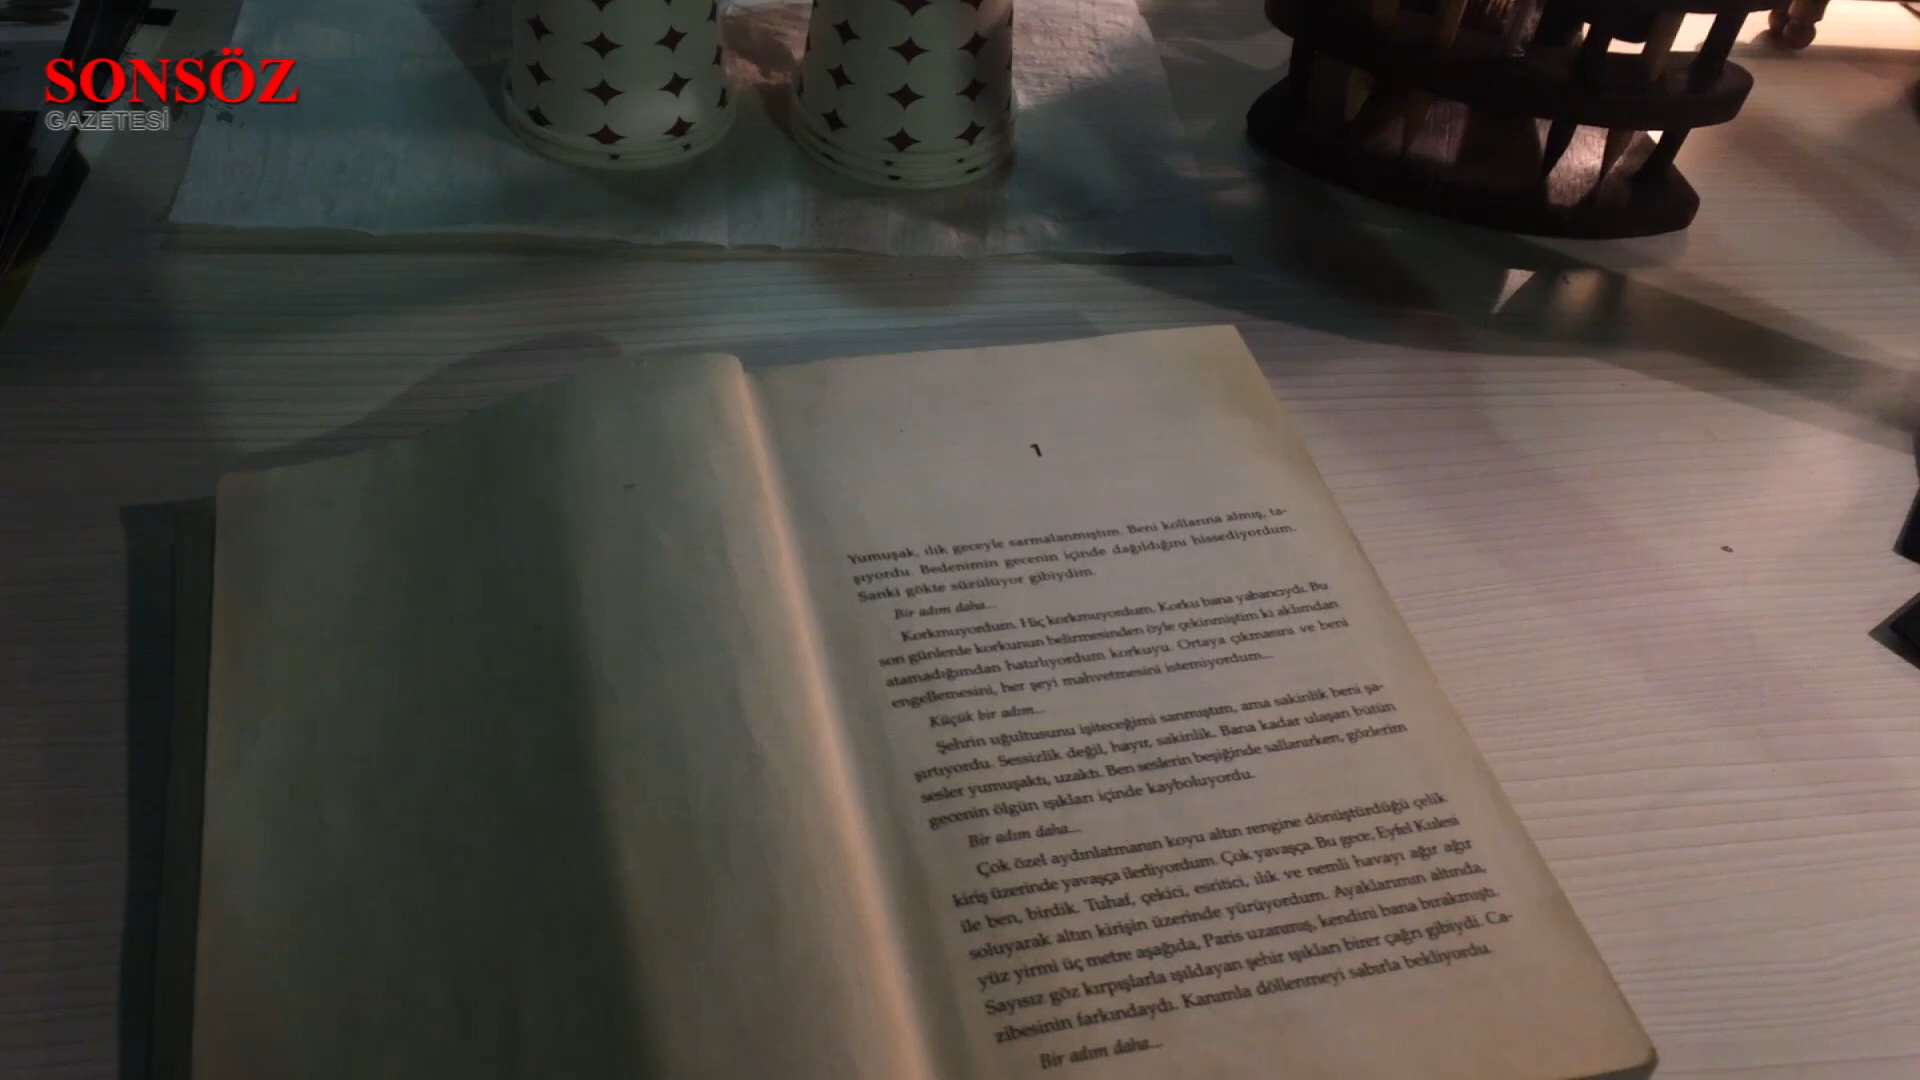 SONSÖZ
GAZETESİ
1
Yumuşak, ılık geceyle sarmalanmıştım. Beni kollarına almış, ta-
şıyordu. Bedenimin gecenin içinde dağıldığını hissediyordum.
Sanki gökte süzülüyor gibiydim.
Bir adım daha...
Korkmuyordum. Hiç korkmuyordum. Korku bana yabancıydı. Bu
son günlerde korkunun belirmesinden öyle çekinmiştim ki aklımdan
atamadığımdan hatırlıyordum korkuyu. Ortaya çıkmasını ve beni
engellemesini, her şeyi mahvetmesini istemiyordum...
Küçük bir adım...
Şehrin uğultusunu işiteceğimi sanmıştım, ama sakinlik beni şa-
şırtıyordu. Sessizlik değil, hayır, sakinlik. Bana kadar ulaşan bütün
sesler yumuşaktı, uzaktı. Ben seslerin beşiğinde sallanırken, gözlerim
gecenin ölgün ışıkları içinde kayboluyordu.
Bir adım daha...
Çok özel aydınlatmanın koyu altın rengine dönüştürdüğü çelik
kiriş üzerinde yavaşça ilerliyordum. Çok yavaşça. Bu gece, Eyfel Kulesi
ile ben, birdik. Tuhaf, çekici, esritici, ılık ve nemli havayı ağır ağır
soluyarak altın kirişin üzerinde yürüyordum. Ayaklarımın altında,
yüz yirmi üç metre aşağıda, Paris uzanmış, kendini bana bırakmıştı.
Sayısız göz kırpışlarla ışıldayan şehir ışıkları birer çağrı gibiydi. Ca-
zibesinin farkındaydı. Kanımla döllenmeyi sabırla bekliyordu.
Bir adım daha...